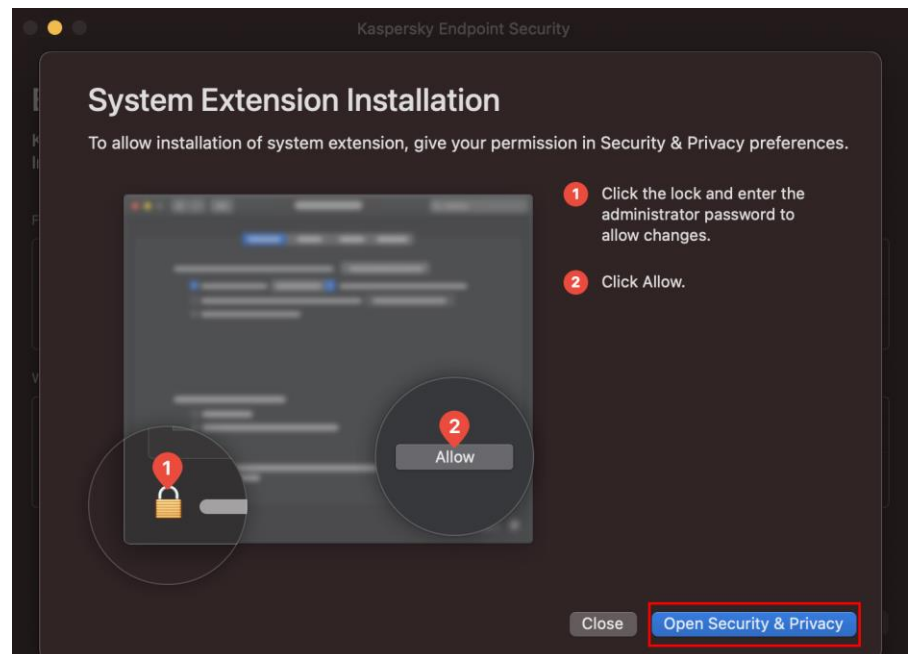 Kaspersky Endpoint Security
System Extension Installation
To allow installation of system extension, give your permission in Security & Privacy preferences.
1 Click the lock and enter the
administrator password to
allow changes.
2 Click Allow.
2
Allow
1
Close Open Security & Privacy